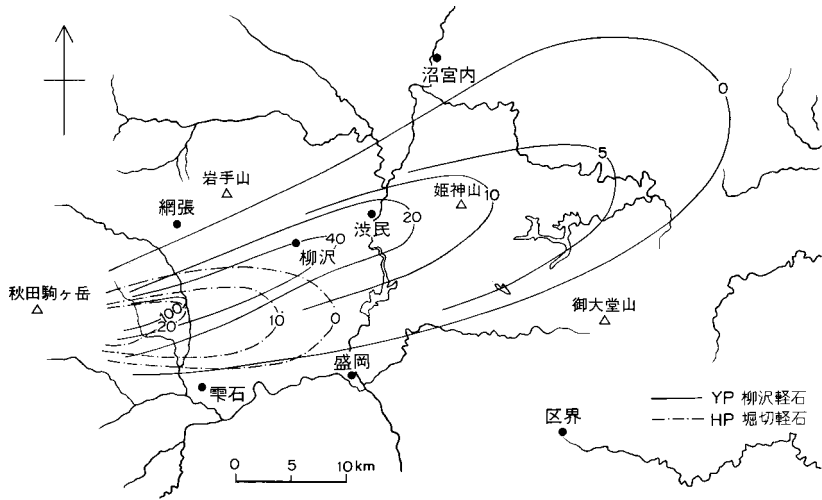 沼宮内
0
岩手山
5
姫神山
10
網張
20
渋民
40
柳沢
秋田駒ヶ岳
100
20
10
0
御大堂山
盛岡
雫石
YP 柳沢軽石
HP 堀切軽石
区界
0 5 10 km